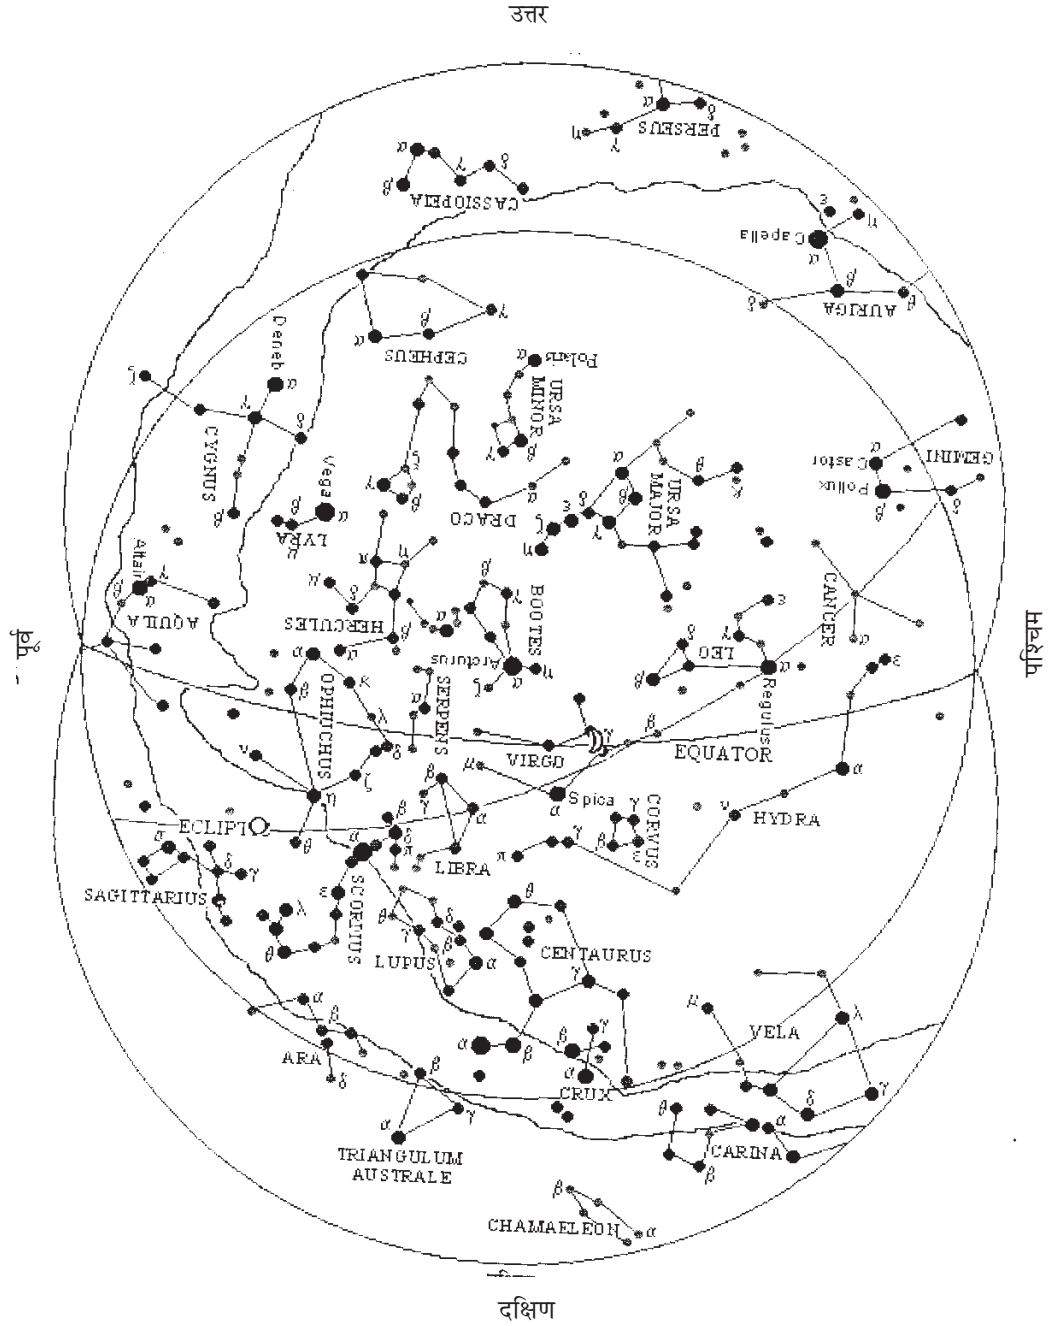 उत्तर
α
δ
η
γ
PERSEUS
α
β
γ
δ
CASSIOPEIA
ε
η
Capella
α
β
θ
δ
AURIGA
γ
β
α
CEPHEUS
α
Polaris
URSA
MINOR
β
γ
Deneb
α
ζ
γ
δ
CYGNUS
β
Vega
α
β
LYRA
ζ
β
DRACO
α
α
β
θ
URSA
MAJOR
γ
δ
ε
ζ
η
α
Castor
Pollux
β
δ
GEMINI
Altair
β
γ
α
AQUILA
π
η
μ
δ
HERCULES
β
α
β
γ
BOOTES
Arcturus
α
η
ζ
ε
γ
δ
LEO
β
α
Regulus
CANCER
α
ε
पूर्व
पश्चिम
α
β
κ
λ
OPHIUCHUS
ν
δ
ζ
η
θ
SERPENS
γ
β
VIRGO
μ
α
Spica
EQUATOR
α
ν
HYDRA
π
γ
CORVUS
γ
β
ε
β
γ
α
LIBRA
ECLIPTIC
α
δ
γ
SAGITTARIUS
β
δ
π
α
ε
SCORPIUS
λ
θ
θ
δ
γ
β
α
LUPUS
θ
CENTAURUS
γ
α
β
γ
β
α
CRUX
μ
VELA
λ
γ
δ
α
β
ARA
δ
β
γ
α
TRIANGULUM
AUSTRALE
θ
α
CARINA
β
β
CHAMAELEON
α
दक्षिण